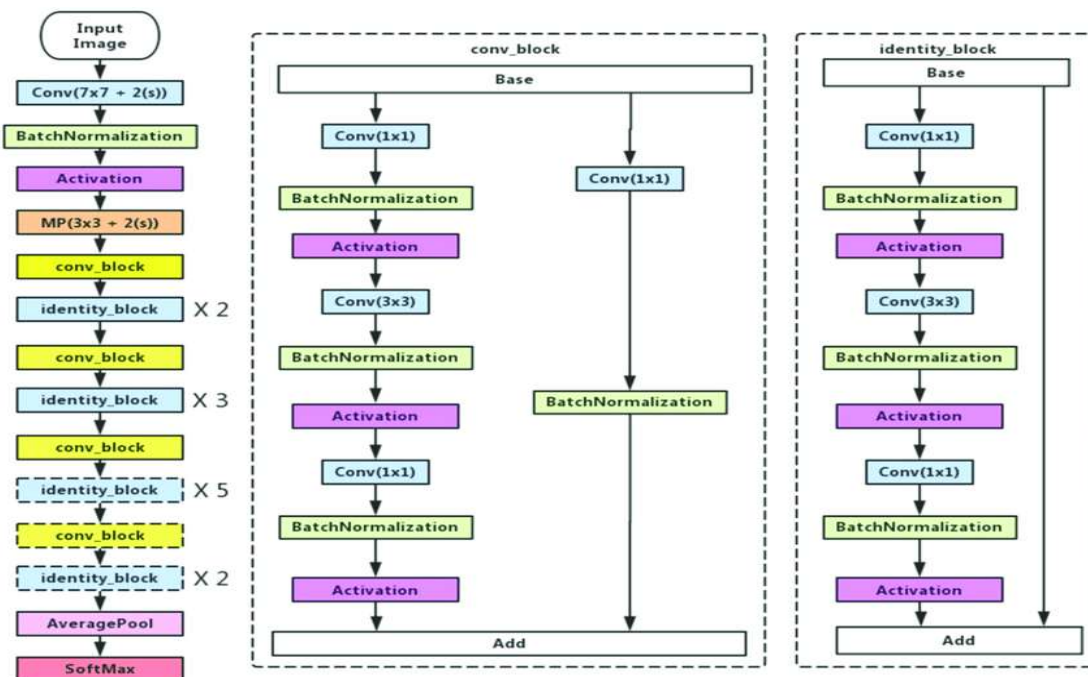 Input
Image
Conv(7x7 + 2(s))
BatchNormalization
Activation
MP(3x3 + 2(s))
conv_block
identity_block X 2
conv_block
identity_block X 3
conv_block
identity_block X 5
conv_block
identity_block X 2
AveragePool
SoftMax
conv_block
Base
Conv(1x1)
BatchNormalization
Activation
Conv(3x3)
BatchNormalization
Activation
Conv(1x1)
BatchNormalization
Activation
Conv(1x1)
BatchNormalization
Add
identity_block
Base
Conv(1x1)
BatchNormalization
Activation
Conv(3x3)
BatchNormalization
Activation
Conv(1x1)
BatchNormalization
Activation
Add